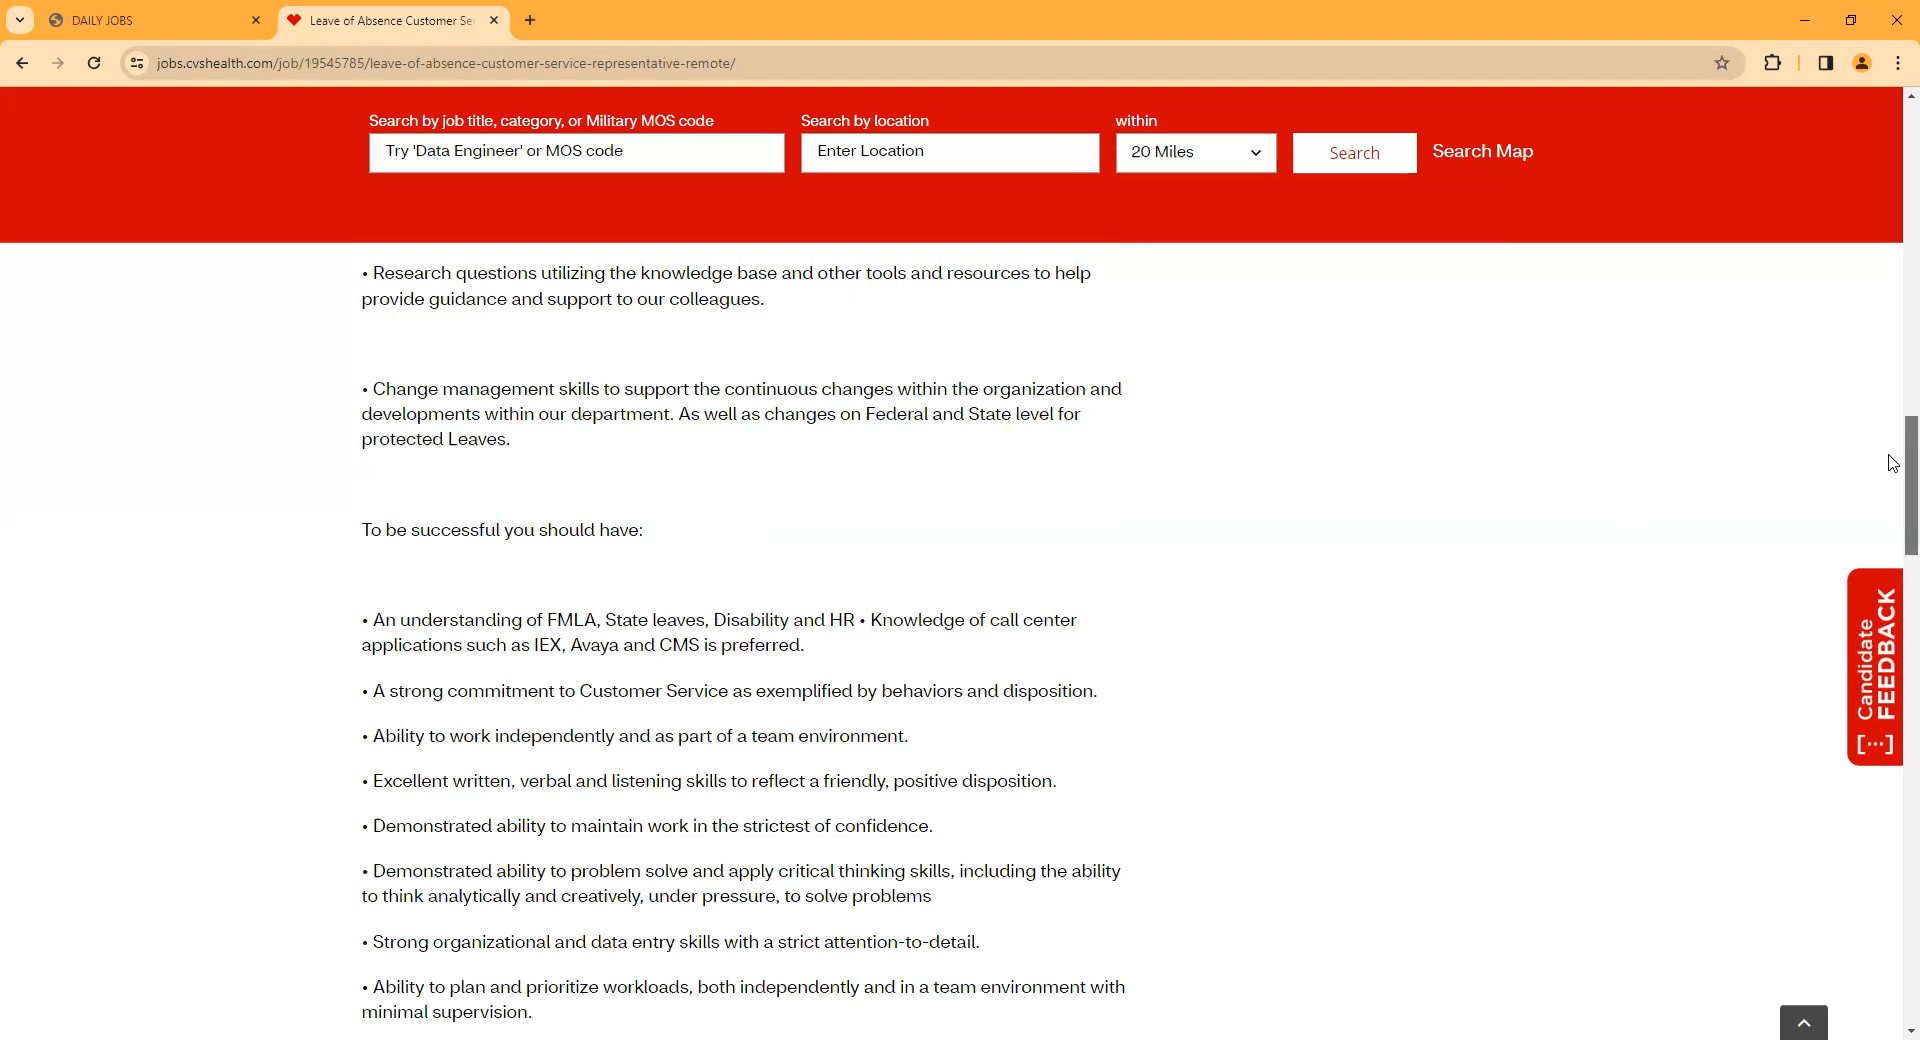 DAILY JOBS
Leave of Absence Customer Se
jobs.cvshealth.com/job/19545785/leave-of-absence-customer-service-representative-remote/
Search by job title, category, or Military MOS code
Search by location
within
Try 'Data Engineer' or MOS code
Enter Location
20 Miles
Search
Search Map
• Research questions utilizing the knowledge base and other tools and resources to help
provide guidance and support to our colleagues.
• Change management skills to support the continuous changes within the organization and
developments within our department. As well as changes on Federal and State level for
protected Leaves.
To be successful you should have:
• An understanding of FMLA, State leaves, Disability and HR • Knowledge of call center
applications such as IEX, Avaya and CMS is preferred.
• A strong commitment to Customer Service as exemplified by behaviors and disposition.
• Ability to work independently and as part of a team environment.
• Excellent written, verbal and listening skills to reflect a friendly, positive disposition.
• Demonstrated ability to maintain work in the strictest of confidence.
• Demonstrated ability to problem solve and apply critical thinking skills, including the ability
to think analytically and creatively, under pressure, to solve problems
• Strong organizational and data entry skills with a strict attention-to-detail.
• Ability to plan and prioritize workloads, both independently and in a team environment with
minimal supervision.
Candidate
FEEDBACK
[...]